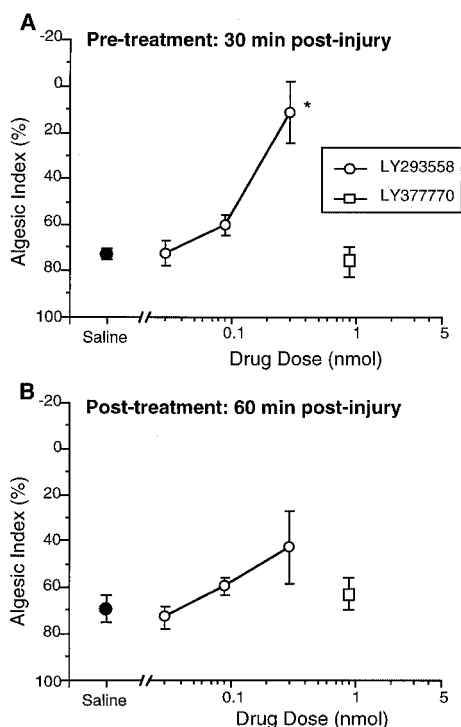 A
Pre-treatment: 30 min post-injury
Algesic Index (%)
-20
0
20
40
60
80
100
*
LY293558
LY377770
Saline
0.1
1
5
Drug Dose (nmol)
B
Post-treatment: 60 min post-injury
Algesic Index (%)
-20
0
20
40
60
80
100
Saline
0.1
1
5
Drug Dose (nmol)